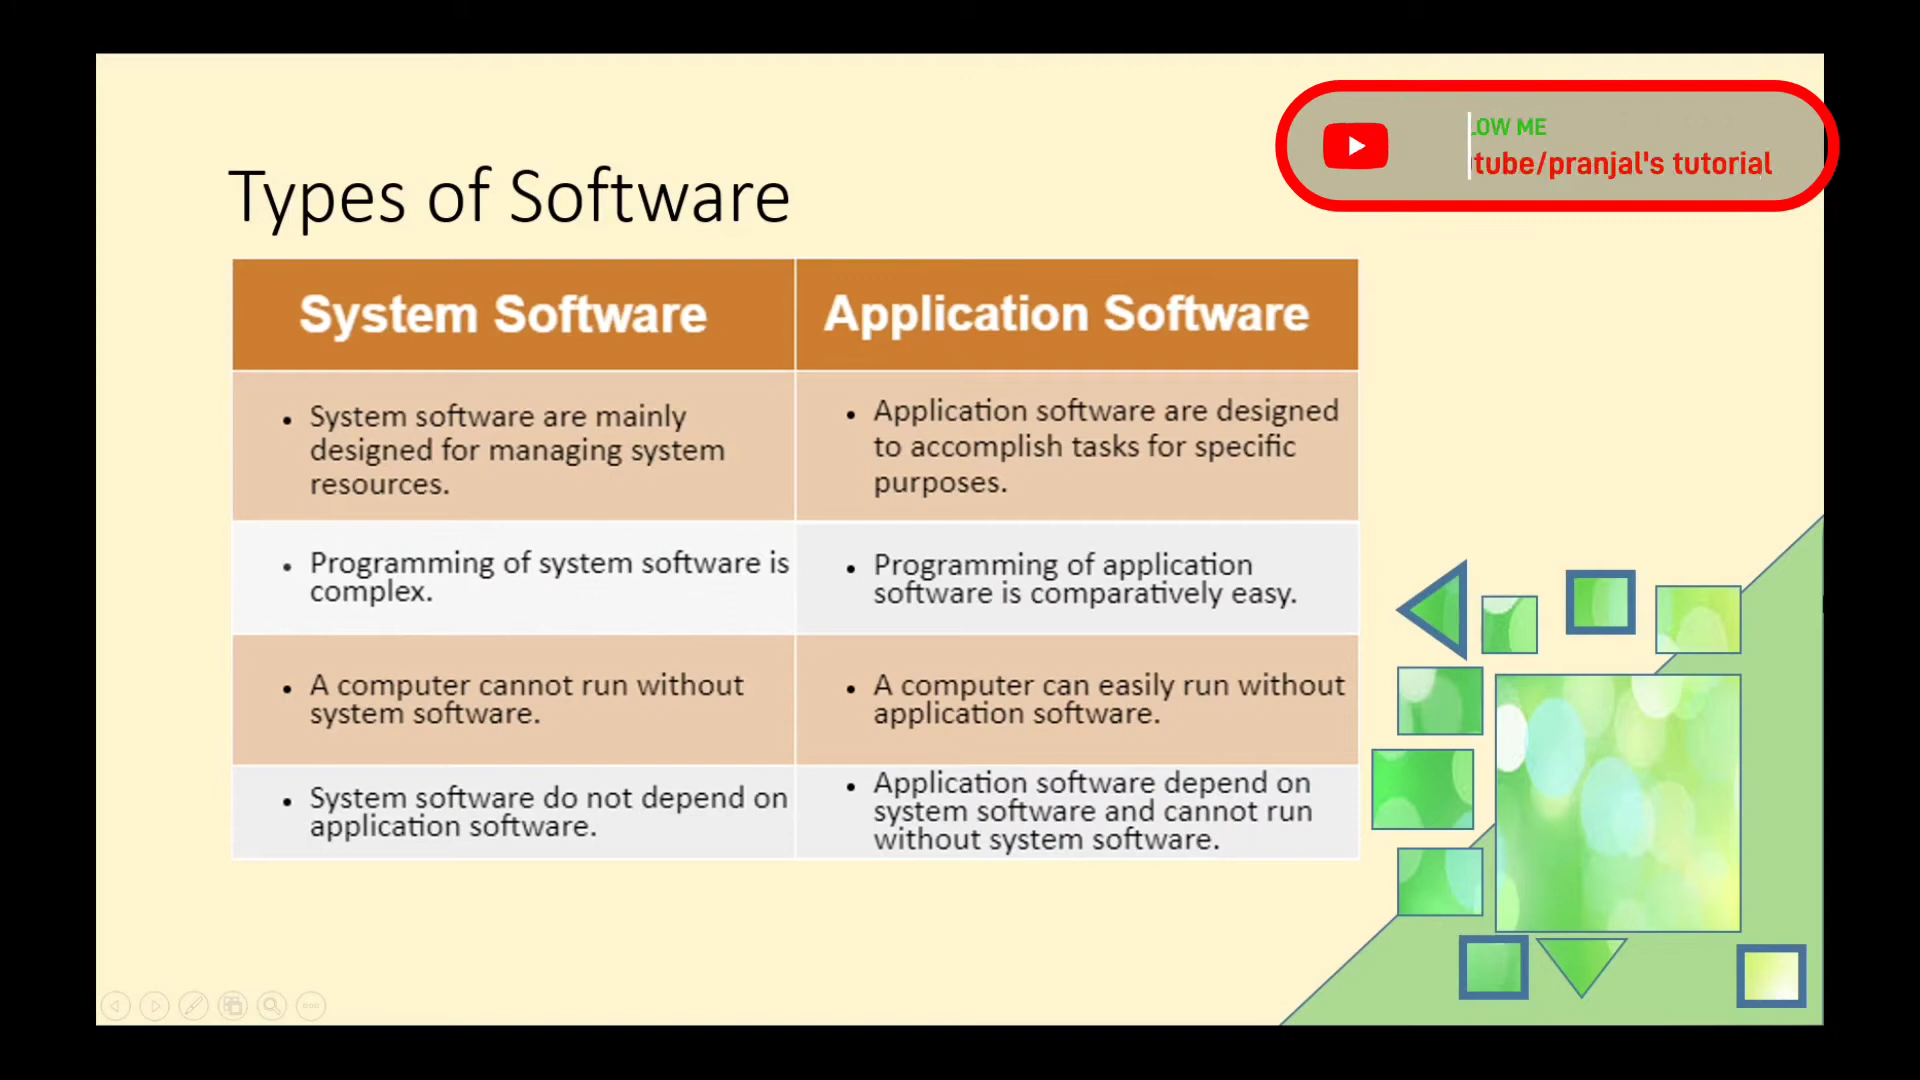 LOW ME
tube/pranjal's tutorial
Types of Software
System Software
Application Software
System software are mainly
designed for managing system
resources.
Application software are designed
to accomplish tasks for specific
purposes.
Programming of system software is
complex.
Programming of application
software is comparatively easy.
A computer cannot run without
system software.
A computer can easily run without
application software.
System software do not depend on
application software.
Application software depend on
system software and cannot run
without system software.